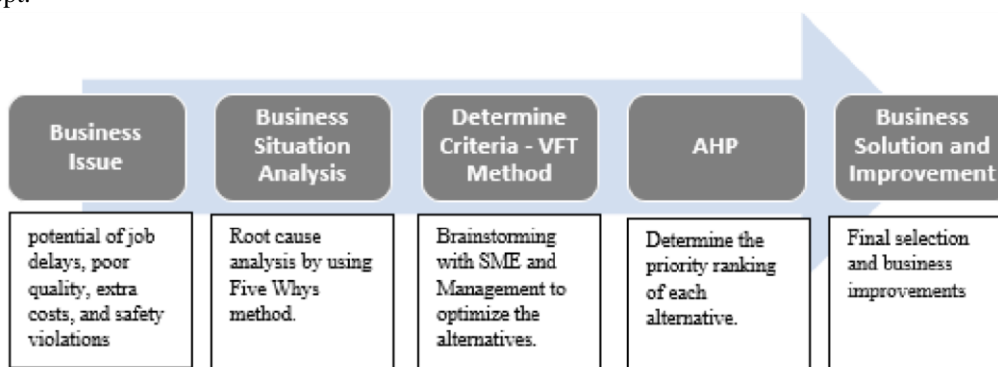 Business
Issue
Business
Situation
Analysis
Determine
Criteria - VFT
Method
AHP
Business
Solution and
Improvement
potential of job
delays, poor
quality, extra
costs, and safety
violations
Root cause
analysis by using
Five Whys
method.
Brainstorming
with SME and
Management to
optimize the
alternatives.
Determine the
priority ranking
of each
alternative.
Final selection
and business
improvements